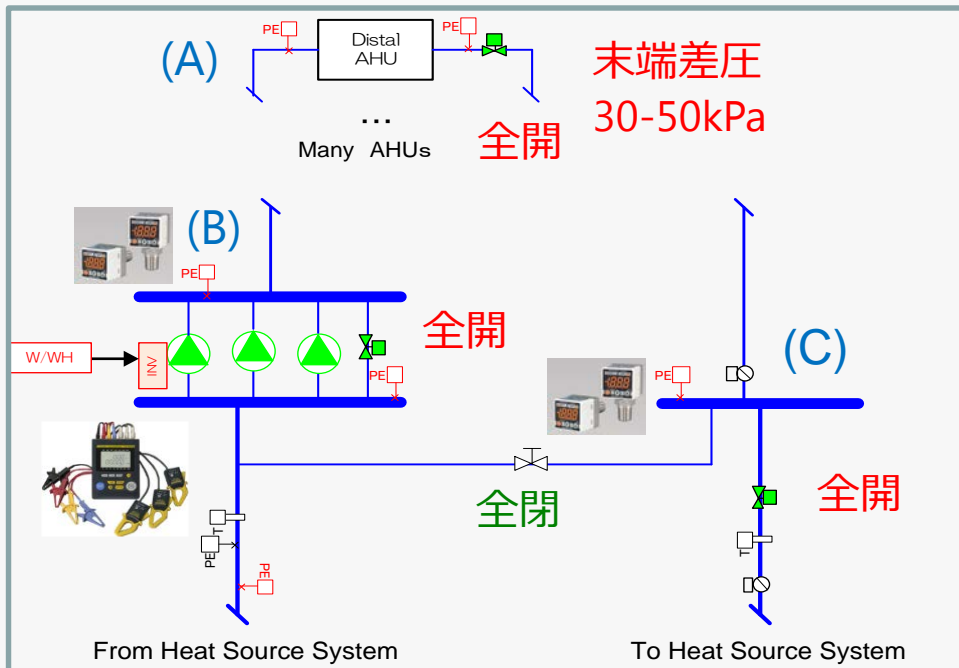 (A)
PE
Distal
AHU
PE
末端差圧
30-50kPa
全開
...
Many AHUs
(B)
PE
全開
W/WH
INV
PE
(C)
PE
全閉
全開
T
PE
PE
T
From Heat Source System
To Heat Source System